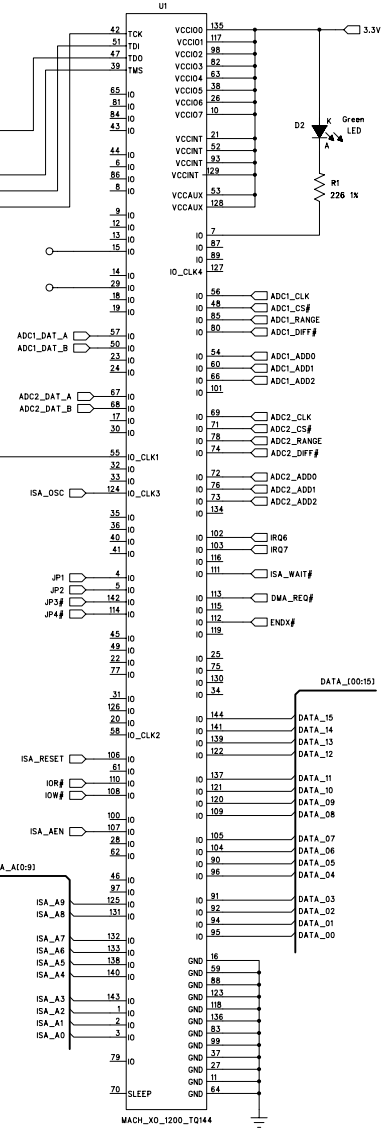 U1
42 TCK VCCIO0 135 3.3V
51 TDI VCCIO1 117
47 TDO VCCIO2 98
39 TMS VCCIO3 82
VCCIO4 63
65 IO VCCIO5 38
81 IO VCCIO6 26
84 IO VCCIO7 10
43 IO
D2 K Green LED A
VCCINT 21
44 IO VCCINT 52
6 IO VCCINT 93
86 IO VCCINT 129
8 IO
VCCAUX 53
R1
226 1%
VCCAUX 128
9 IO
12 IO
13 IO IO 7
15 IO IO 87
IO 89
14 IO IO_CLK4 127
29 IO
18 IO IO 56 ADC1_CLK
19 IO IO 48 ADC1_CS#
IO 85 ADC1_RANGE
ADC1_DAT_A 57 IO IO 80 ADC1_DIFF#
ADC1_DAT_B 50 IO
23 IO IO 54 ADC1_ADD0
24 IO IO 60 ADC1_ADD1
IO 66 ADC1_ADD2
ADC2_DAT_A 67 IO IO 101
ADC2_DAT_B 68 IO
17 IO IO 69 ADC2_CLK
30 IO IO 71 ADC2_CS#
IO 78 ADC2_RANGE
55 IO_CLK1 IO 74 ADC2_DIFF#
32 IO
33 IO IO 72 ADC2_ADD0
ISA_OSC 124 IO_CLK3 IO 76 ADC2_ADD1
IO 73 ADC2_ADD2
35 IO IO 134
36 IO
40 IO IO 102 IRQ6
41 IO IO 103 IRQ7
IO 116
JP1 4 IO IO 111 ISA_WAIT#
JP2 5 IO
JP3# 142 IO IO 113 DMA_REQ#
JP4# 114 IO IO 115
IO 112 ENDX#
45 IO IO 119
49 IO
22 IO IO 25
77 IO IO 75
IO 130
31 IO IO 34
DATA_[00:15]
126 IO
20 IO IO 144 DATA_15
58 IO_CLK2 IO 141 DATA_14
IO 139 DATA_13
ISA_RESET 106 IO IO 122 DATA_12
61 IO
IOR# 110 IO IO 137 DATA_11
IOW# 108 IO IO 121 DATA_10
IO 120 DATA_09
100 IO IO 109 DATA_08
ISA_AEN 107 IO
28 IO IO 105 DATA_07
62 IO IO 104 DATA_06
IO 90 DATA_05
A_A[0:9] 46 IO IO 96 DATA_04
97 IO
ISA_A9 125 IO IO 91 DATA_03
ISA_A8 131 IO IO 92 DATA_02
IO 94 DATA_01
ISA_A7 132 IO IO 95 DATA_00
ISA_A6 133 IO
ISA_A5 138 IO GND 16
ISA_A4 140 IO GND 59
GND 88
ISA_A3 143 IO GND 123
ISA_A2 1 IO GND 118
ISA_A1 2 IO GND 136
ISA_A0 3 IO GND 83
GND 99
79 IO GND 37
GND 27
GND 11
70 SLEEP GND 64
MACH_XO_1200_TQ144